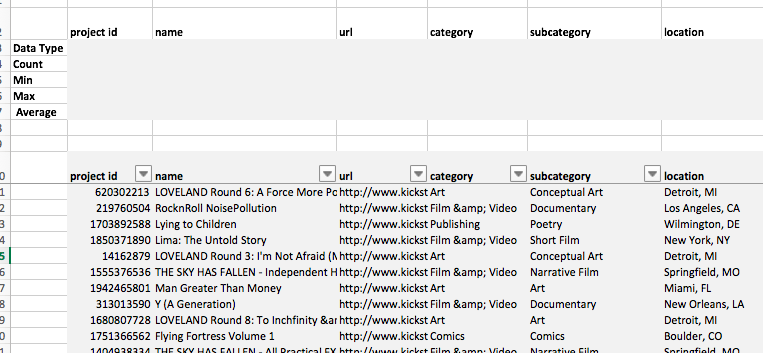 2 project id name url category subcategory location
Data Type
Count
Min
Max
Average
project id name url category subcategory location
620302213 LOVELAND Round 6: A Force More Po http://www.kickst Art Conceptual Art Detroit, MI
219760504 RocknRoll NoisePollution http://www.kickst Film &amp; Video Documentary Los Angeles, CA
1703892588 Lying to Children http://www.kickst Publishing Poetry Wilmington, DE
1850371890 Lima: The Untold Story http://www.kickst Film &amp; Video Short Film New York, NY
14162879 LOVELAND Round 3: I'm Not Afraid (N http://www.kickst Art Conceptual Art Detroit, MI
1555376536 THE SKY HAS FALLEN - Independent H http://www.kickst Film &amp; Video Narrative Film Springfield, MO
1942465801 Man Greater Than Money http://www.kickst Art Art Miami, FL
313013590 Y (A Generation) http://www.kickst Film &amp; Video Documentary New Orleans, LA
1680807728 LOVELAND Round 8: To Inchfinity &ar http://www.kickst Art Art Detroit, MI
1751366562 Flying Fortress Volume 1 http://www.kickst Comics Comics Boulder, CO
1404938334 THE SKY HAS FALLEN - All Practical FX http://www.kickst Film &amp; Video Narrative Film Springfield, MO